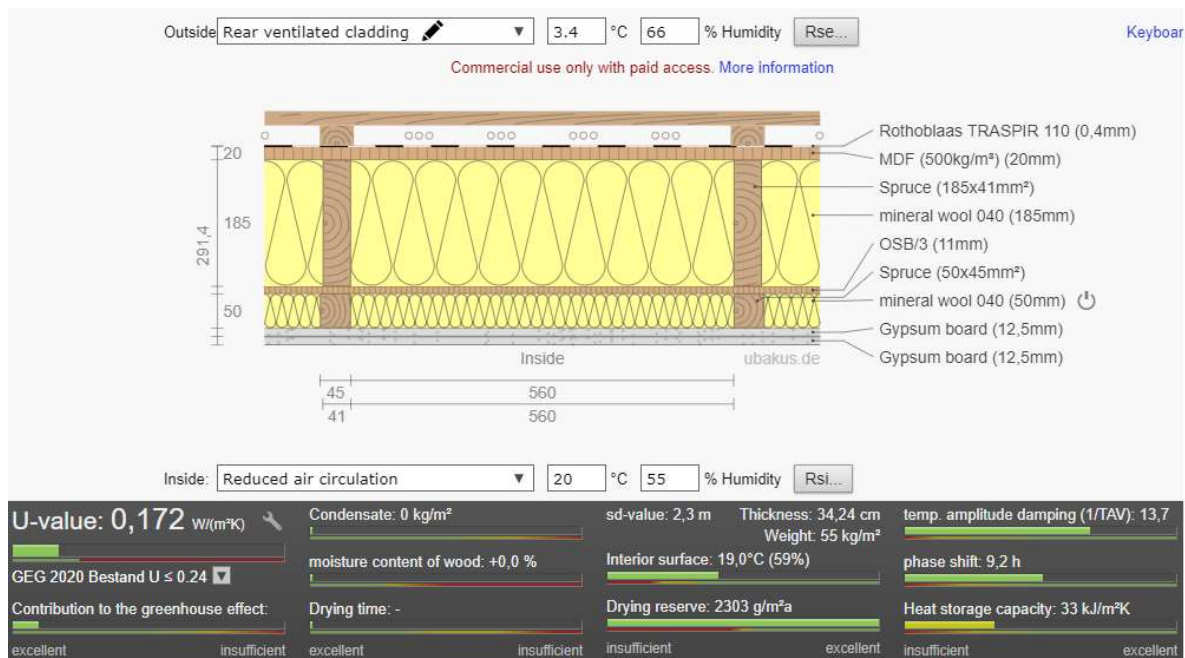 Outside Rear ventilated cladding 3.4 °C 66 % Humidity Rse... Keyboar
Commercial use only with paid access. More information
Rothoblaas TRASPIR 110 (0,4mm)
20
MDF (500kg/m³) (20mm)
Spruce (185x41mm²)
mineral wool 040 (185mm)
185
291,4
OSB/3 (11mm)
Spruce (50x45mm²)
mineral wool 040 (50mm)
50
Gypsum board (12,5mm)
Gypsum board (12,5mm)
Inside
ubakus.de
45 560
41 560
Inside: Reduced air circulation 20 °C 55 % Humidity Rsi...
U-value: 0,172 W/(m²K)
GEG 2020 Bestand U ≤ 0.24
Contribution to the greenhouse effect:
excellent insufficient
Condensate: 0 kg/m²
moisture content of wood: +0,0 %
Drying time: -
excellent insufficient
sd-value: 2,3 m Thickness: 34,24 cm
Weight: 55 kg/m²
Interior surface: 19,0°C (59%)
Drying reserve: 2303 g/m²a
insufficient excellent
temp. amplitude damping (1/TAV): 13,7
phase shift: 9,2 h
Heat storage capacity: 33 kJ/m²K
insufficient excellent